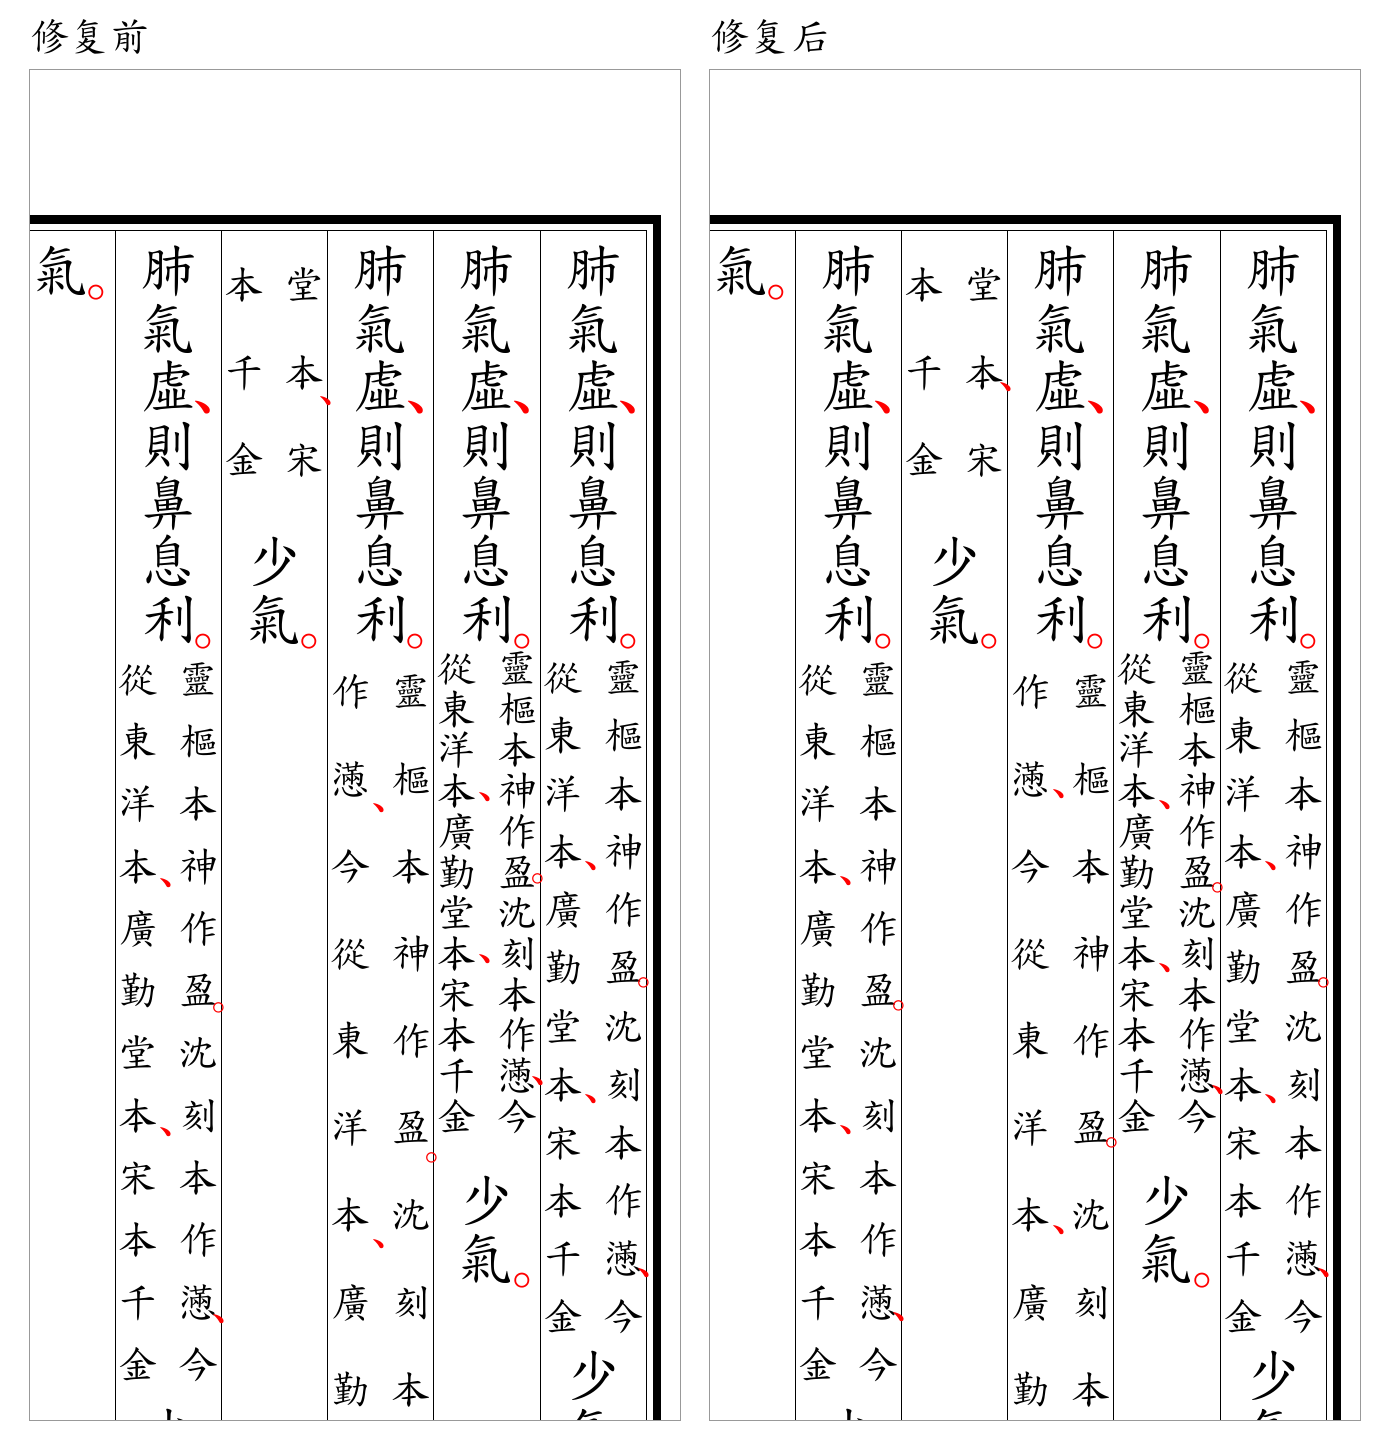 修复前
肺氣虛、則鼻息利。
靈樞本神作盈。沈刻本作懣、今
從東洋本、廣勤堂本、宋本千金
少
肺氣虛、則鼻息利。
靈樞本神作盈。沈刻本作懣、今
從東洋本、廣勤堂本、宋本千金
少氣。
肺氣虛、則鼻息利。
靈樞本神作盈。沈刻本
作懣、今從東洋本、廣勤
堂本、宋
本千金
少氣。
肺氣虛、則鼻息利。
靈樞本神作盈。沈刻本作懣、今
從東洋本、廣勤堂本、宋本千金
氣。
修复后
肺氣虛、則鼻息利。
靈樞本神作盈。沈刻本作懣、今
從東洋本、廣勤堂本、宋本千金
少
肺氣虛、則鼻息利。
靈樞本神作盈。沈刻本作懣、今
從東洋本、廣勤堂本、宋本千金
少氣。
肺氣虛、則鼻息利。
靈樞本神作盈。沈刻本
作懣、今從東洋本、廣勤
堂本、宋
本千金
少氣。
肺氣虛、則鼻息利。
靈樞本神作盈。沈刻本作懣、今
從東洋本、廣勤堂本、宋本千金
氣。